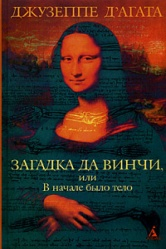 ДЖУЗЕППЕ Д'АГАТА
ЗАГАДКА ДА ВИНЧИ,
или
В начале было тело